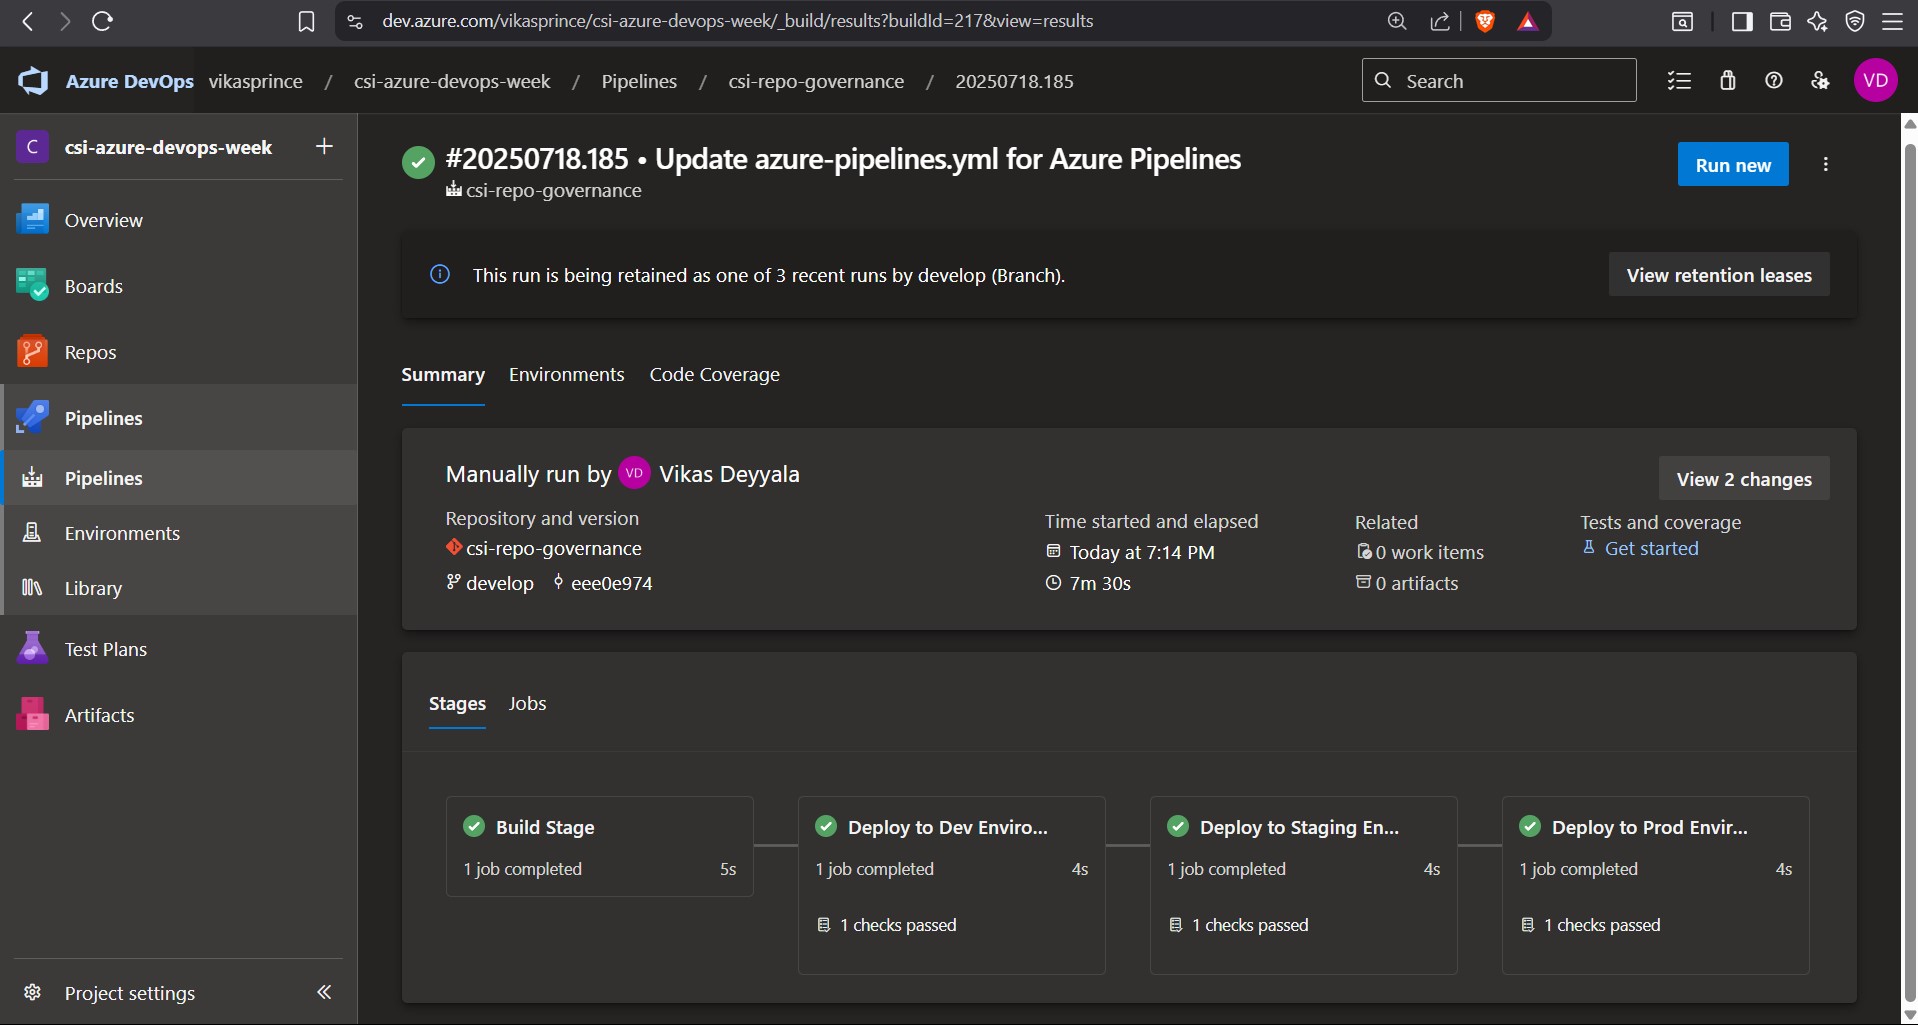 dev.azure.com/vikasprince/csi-azure-devops-week/_build/results?buildId=217&view=results
Azure DevOps vikasprince / csi-azure-devops-week / Pipelines / csi-repo-governance / 20250718.185
Search
VD
C csi-azure-devops-week
Overview
Boards
Repos
Pipelines
Pipelines
Environments
Library
Test Plans
Artifacts
Project settings
#20250718.185 • Update azure-pipelines.yml for Azure Pipelines
csi-repo-governance
Run new
This run is being retained as one of 3 recent runs by develop (Branch).
View retention leases
Summary Environments Code Coverage
Manually run by VD Vikas Deyyala
View 2 changes
Repository and version
csi-repo-governance
develop eee0e974
Time started and elapsed
Today at 7:14 PM
7m 30s
Related
0 work items
0 artifacts
Tests and coverage
Get started
Stages Jobs
Build Stage
1 job completed 5s
Deploy to Dev Enviro...
1 job completed 4s
1 checks passed
Deploy to Staging En...
1 job completed 4s
1 checks passed
Deploy to Prod Envir...
1 job completed 4s
1 checks passed